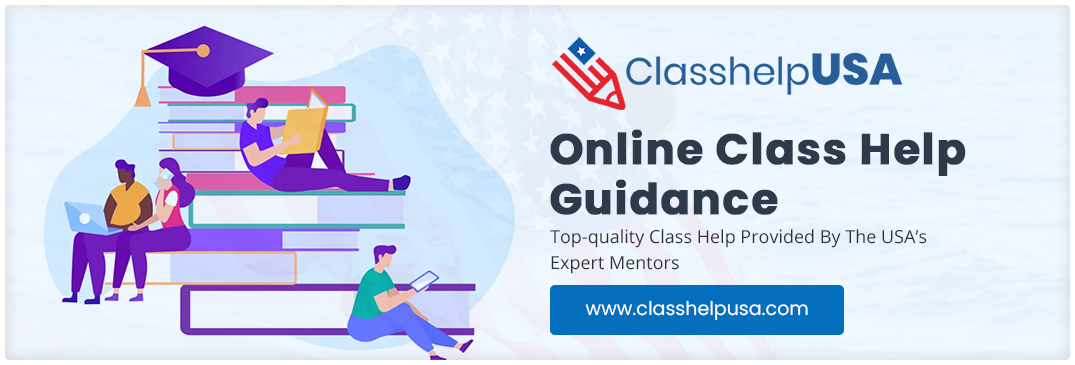 ClasshelpUSA
Online Class Help
Guidance
Top-quality Class Help Provided By The USA’s
Expert Mentors
www.classhelpusa.com